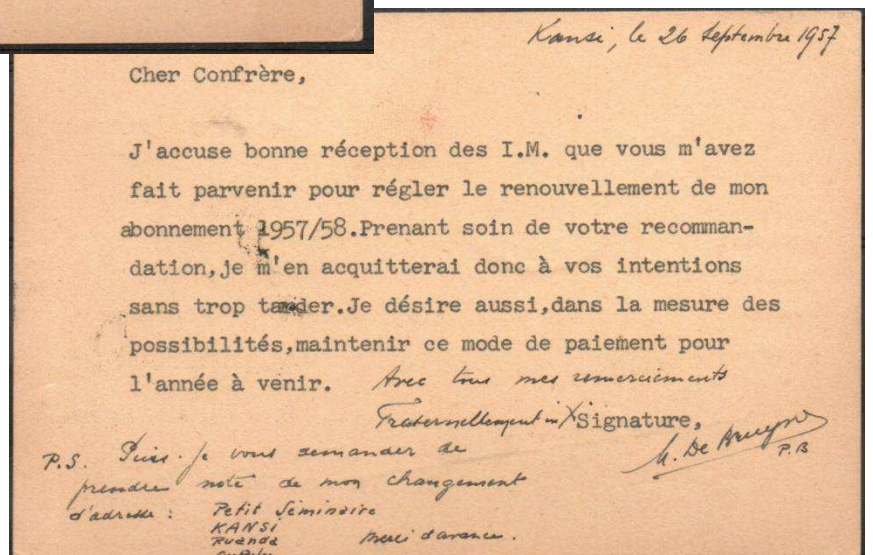 Kansi, le 26 Septembre 1957
Cher Confrère,
J'accuse bonne réception des I.M. que vous m'avez
fait parvenir pour régler le renouvellement de mon
abonnement 1957/58.Prenant soin de votre recomman-
dation,je m'en acquitterai donc à vos intentions
sans trop tarder.Je désire aussi,dans la mesure des
possibilités,maintenir ce mode de paiement pour
l'année à venir. Avec tous mes remerciements
Fraternellement in X Signature,
M. De Bruyne
P.B
P.S. Puis-je vous demander de
prendre note de mon changement
d'adresse : Petit Séminaire
KANSI
Ruanda Merci d'avance.